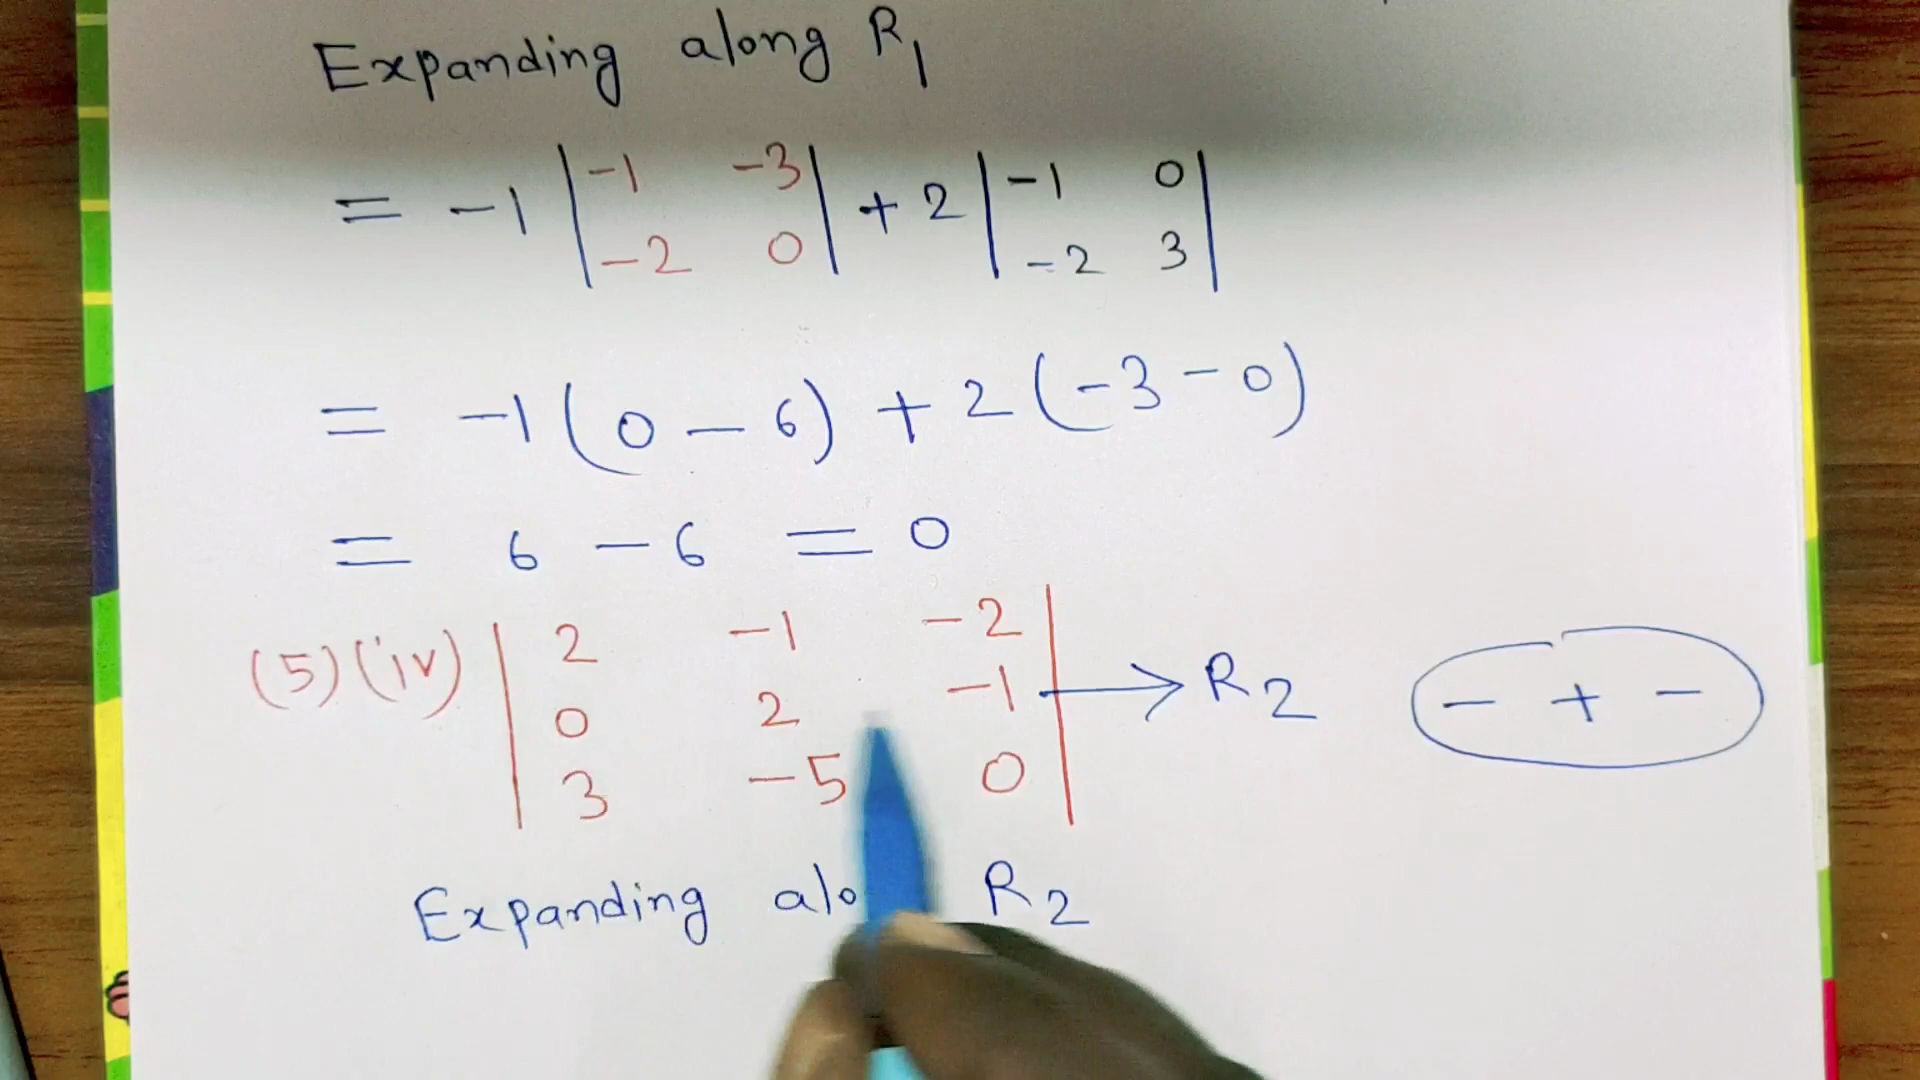 Expanding along R₁
= -1 | -1 -3 | + 2 | -1 0 |
| -2 0 | | -2 3 |
= -1 (0 - 6) + 2 (-3 - 0)
= 6 - 6 = 0
(5) (iv) | 2 -1 -2 |
| 0 2 -1 | → R₂ - + -
| 3 -5 0 |
Expanding R₂